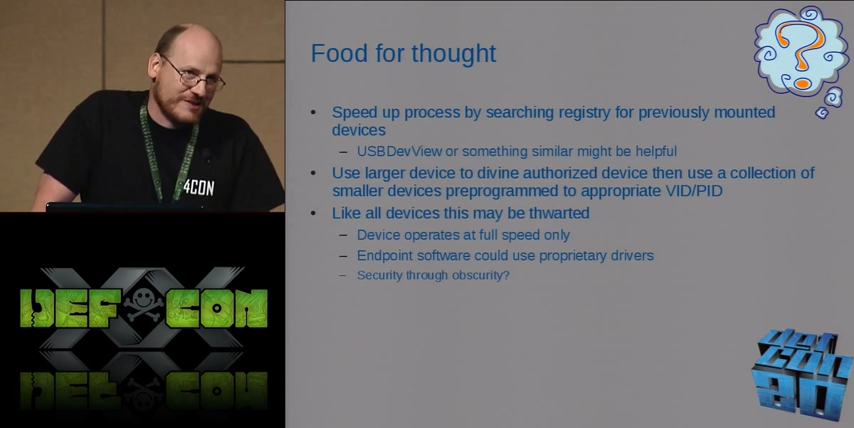 Food for thought
?
• Speed up process by searching registry for previously mounted
devices
– USBDevView or something similar might be helpful
• Use larger device to divine authorized device then use a collection of
smaller devices preprogrammed to appropriate VID/PID
• Like all devices this may be thwarted
– Device operates at full speed only
– Endpoint software could use proprietary drivers
– Security through obscurity?
4CON
XX
DEFCON
def
con
20